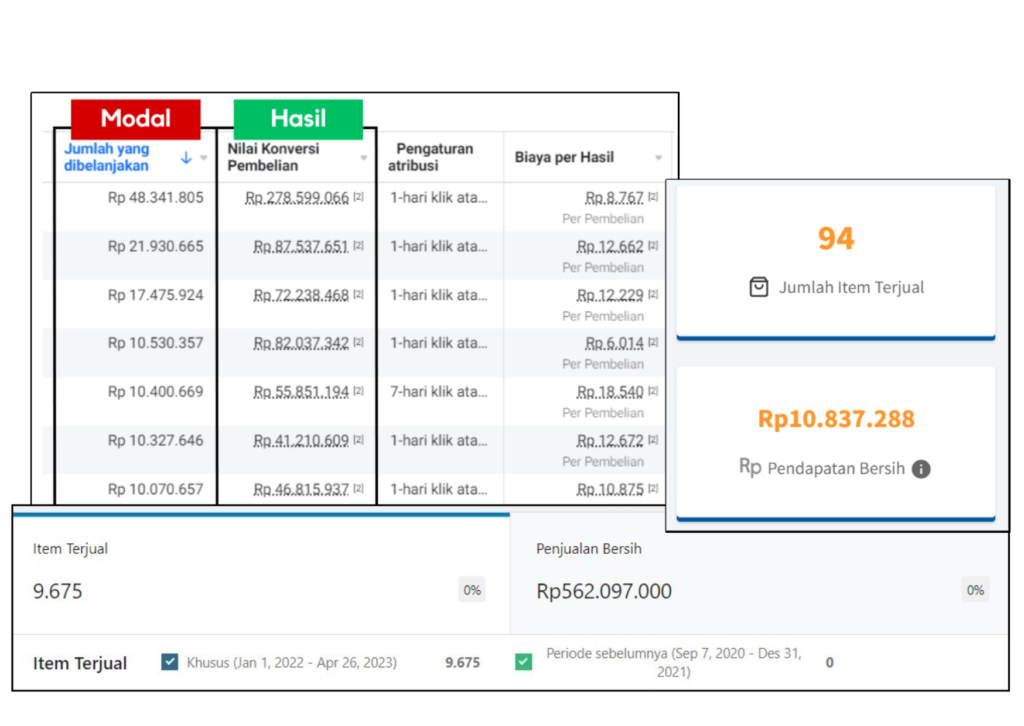 Modal Hasil
Jumlah yang dibelanjakan Nilai Konversi Pembelian Pengaturan atribusi Biaya per Hasil
Rp 48.341.805 Rp 278.599.066 [2] 1-hari klik ata... Rp 8.767 [2]
Per Pembelian
Rp 21.930.665 Rp 87.537.651 [2] 1-hari klik ata... Rp 12.662 [2]
Per Pembelian
Rp 17.475.924 Rp 72.238.468 [2] 1-hari klik ata... Rp 12.229 [2]
Per Pembelian
Rp 10.530.357 Rp 82.037.342 [2] 1-hari klik ata... Rp 6.014 [2]
Per Pembelian
Rp 10.400.669 Rp 55.851.194 [2] 7-hari klik ata... Rp 18.540 [2]
Per Pembelian
Rp 10.327.646 Rp 41.210.609 [2] 1-hari klik ata... Rp 12.672 [2]
Per Pembelian
Rp 10.070.657 Rp 46.815.937 [2] 1-hari klik ata... Rp 10.875 [2]
94
Jumlah Item Terjual
Rp10.837.288
Rp Pendapatan Bersih
Item Terjual
9.675 0%
Penjualan Bersih
Rp562.097.000 0%
Item Terjual Khusus (Jan 1, 2022 - Apr 26, 2023) 9.675
Periode sebelumnya (Sep 7, 2020 - Des 31,
2021) 0